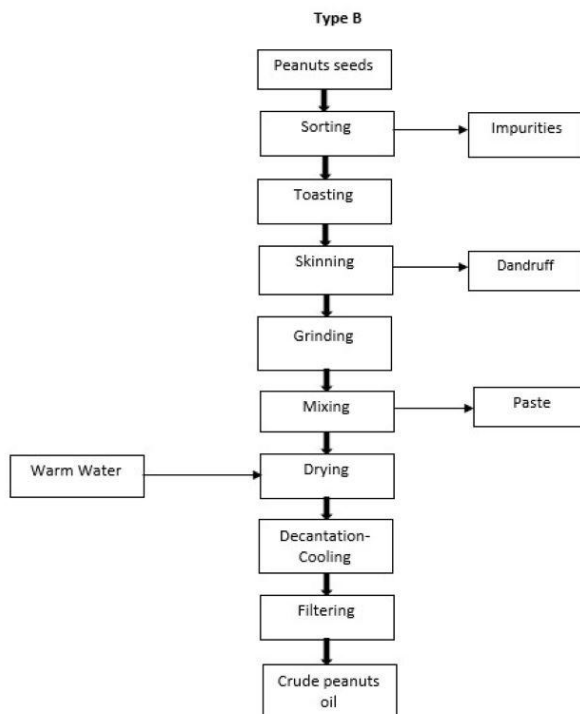 Type B
Peanuts seeds
Sorting
Impurities
Toasting
Skinning
Dandruff
Grinding
Mixing
Paste
Warm Water
Drying
Decantation-
Cooling
Filtering
Crude peanuts
oil